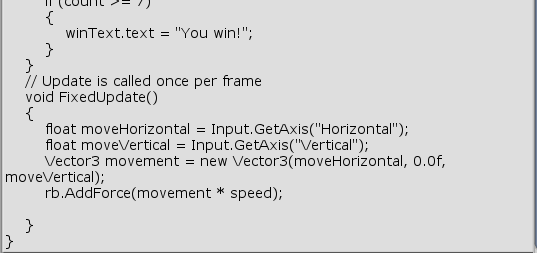 if (count >= 7)
{
winText.text = "You win!";
}
}
// Update is called once per frame
void FixedUpdate()
{
float moveHorizontal = Input.GetAxis("Horizontal");
float moveVertical = Input.GetAxis("Vertical");
Vector3 movement = new Vector3(moveHorizontal, 0.0f,
moveVertical);
rb.AddForce(movement * speed);
}
}